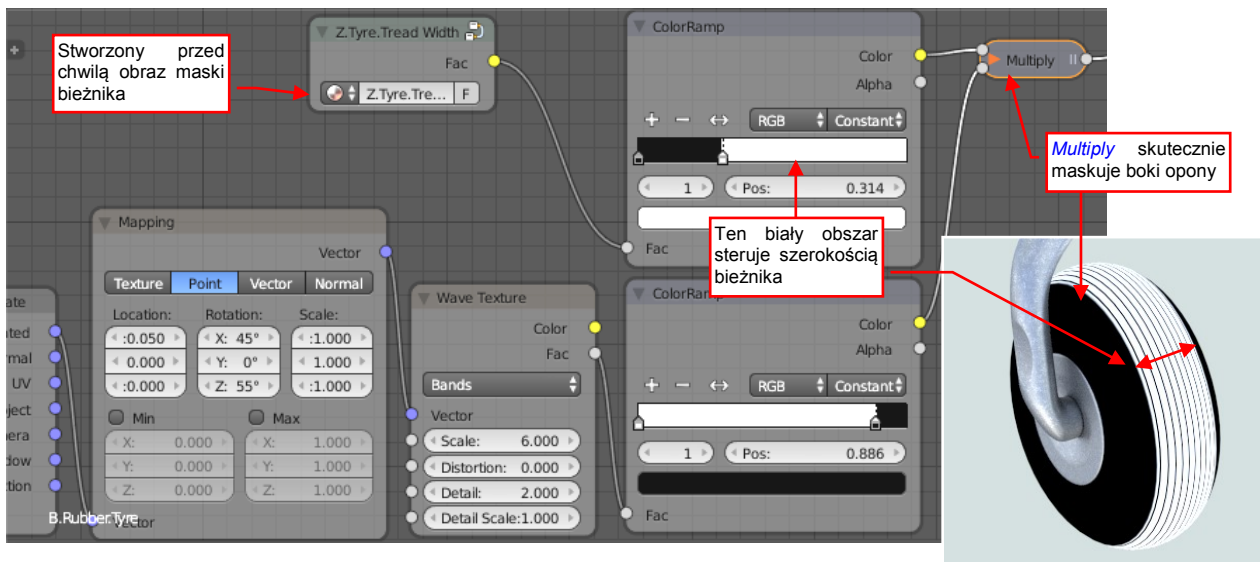 Stworzony przed
chwilą obraz maski
bieżnika
Z.Tyre.Tread Width
Fac
Z.Tyre.Tre...
F
ColorRamp
Color
Alpha
RGB
Constant
1
Pos: 0.314
Fac
Multiply
Multiply skutecznie
maskuje boki opony
Ten biały obszar
steruje szerokością
bieżnika
Mapping
Vector
Texture Point Vector Normal
Location: Rotation: Scale:
:0.050 X: 45° :1.000
0.000 Y: 0° 1.000
:0.000 Z: 55° :1.000
Min Max
X: 0.000 X: 1.000
Y: 0.000 Y: 1.000
Z: 0.000 Z: 1.000
Vector
ate
ted
rmal
UV
ject
nera
dow
tion
B.Rubber.Tyre
Wave Texture
Color
Fac
Bands
Vector
Scale: 6.000
Distortion: 0.000
Detail: 2.000
Detail Scale:1.000
ColorRamp
Color
Alpha
RGB
Constant
1
Pos: 0.886
Fac